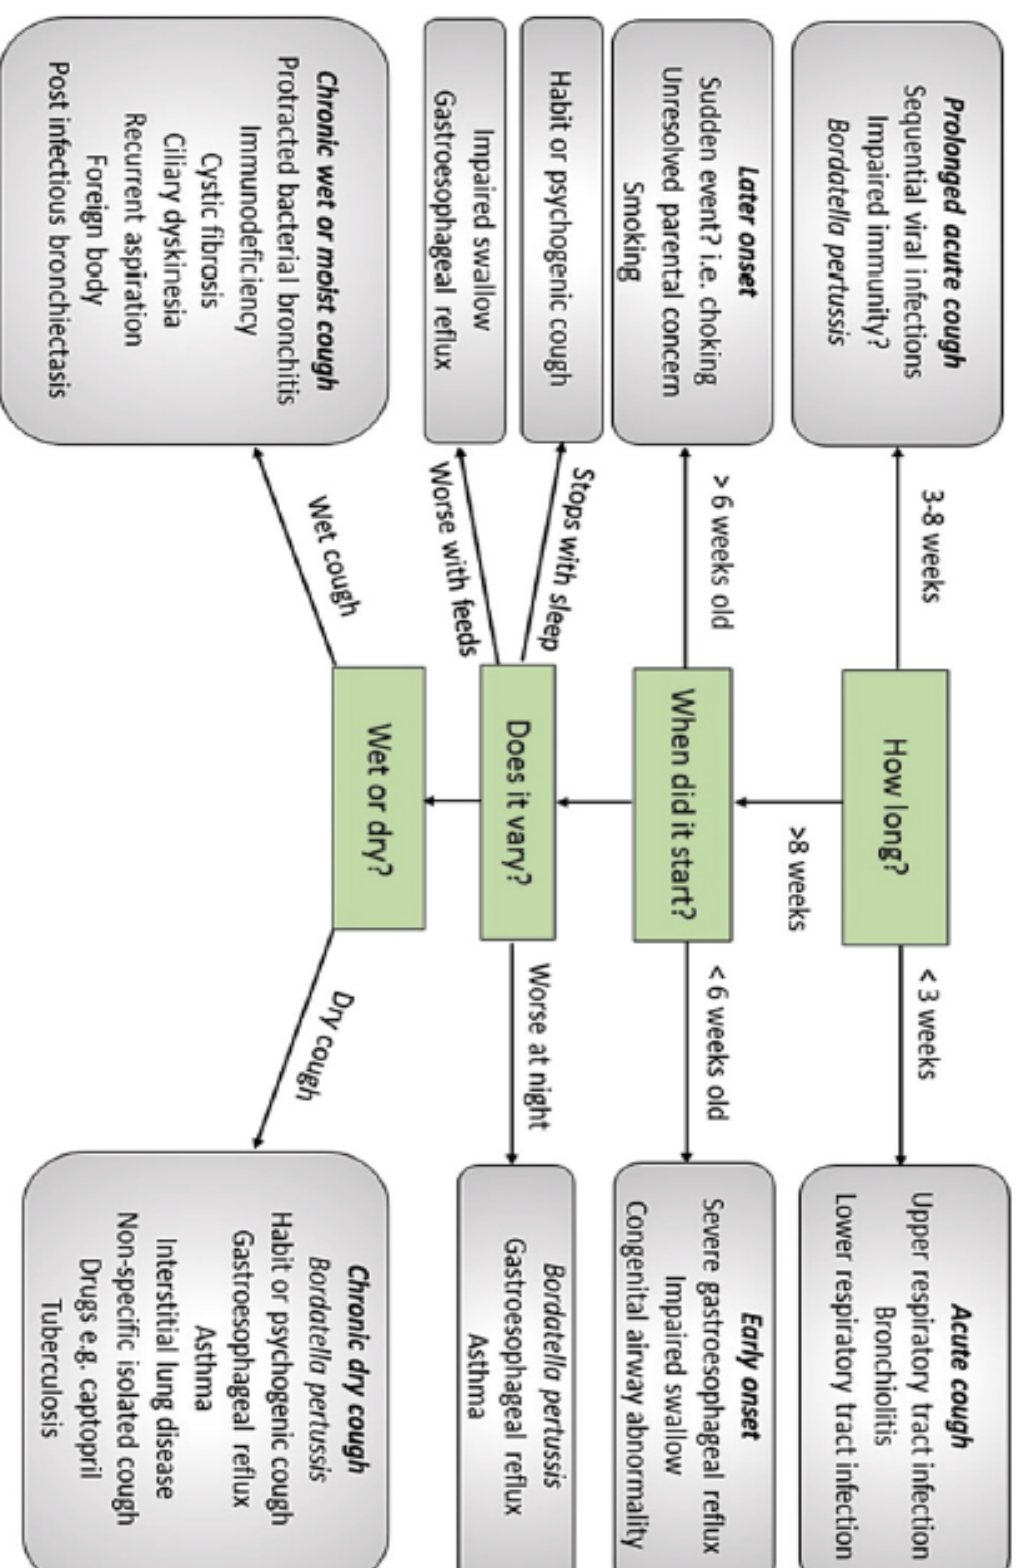 Prolonged acute cough
Sequential viral infections
Impaired immunity?
Bordatella pertussis
3-8 weeks
How long?
< 3 weeks
Acute cough
Upper respiratory tract infection
Bronchiolitis
Lower respiratory tract infection
>8 weeks
Later onset
Sudden event? i.e. choking
Unresolved parental concern
Smoking
> 6 weeks old
When did it start?
< 6 weeks old
Early onset
Severe gastroesophageal reflux
Impaired swallow
Congenital airway abnormality
Habit or psychogenic cough
Stops with sleep
Impaired swallow
Gastroesophageal reflux
Worse with feeds
Does it vary?
Worse at night
Bordatella pertussis
Gastroesophageal reflux
Asthma
Wet or dry?
Wet cough
Chronic wet or moist cough
Protracted bacterial bronchitis
Immunodeficiency
Cystic fibrosis
Ciliary dyskinesia
Recurrent aspiration
Foreign body
Post infectious bronchiectasis
Dry cough
Chronic dry cough
Bordatella pertussis
Habit or psychogenic cough
Gastroesophageal reflux
Asthma
Interstitial lung disease
Non-specific isolated cough
Drugs e.g. captopril
Tuberculosis